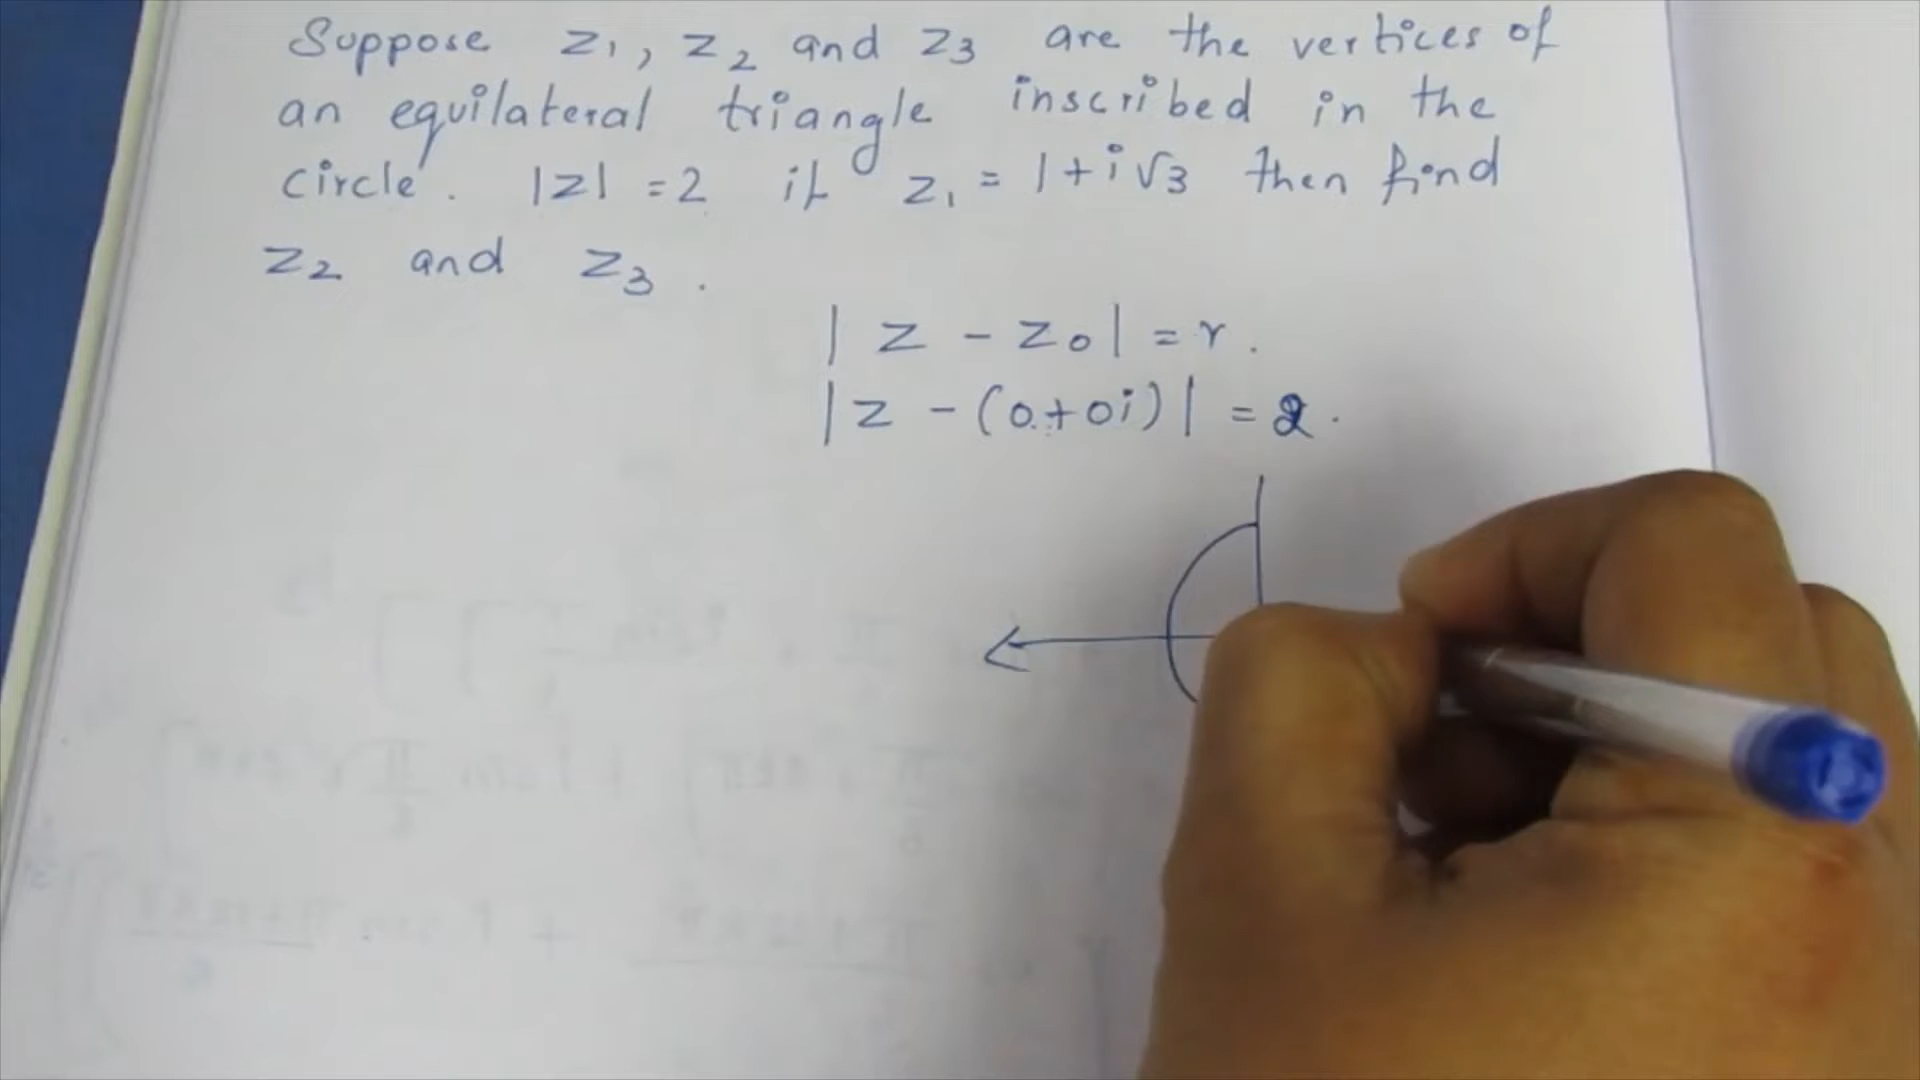 Suppose z₁, z₂ and z3 are the vertices of
an equilateral triangle inscribed in the
circle. |z| = 2 if z₁ = 1+i√3 then find
z₂ and z₃.
|z - z₀| = r.
|z - (0+0i)| = 2.